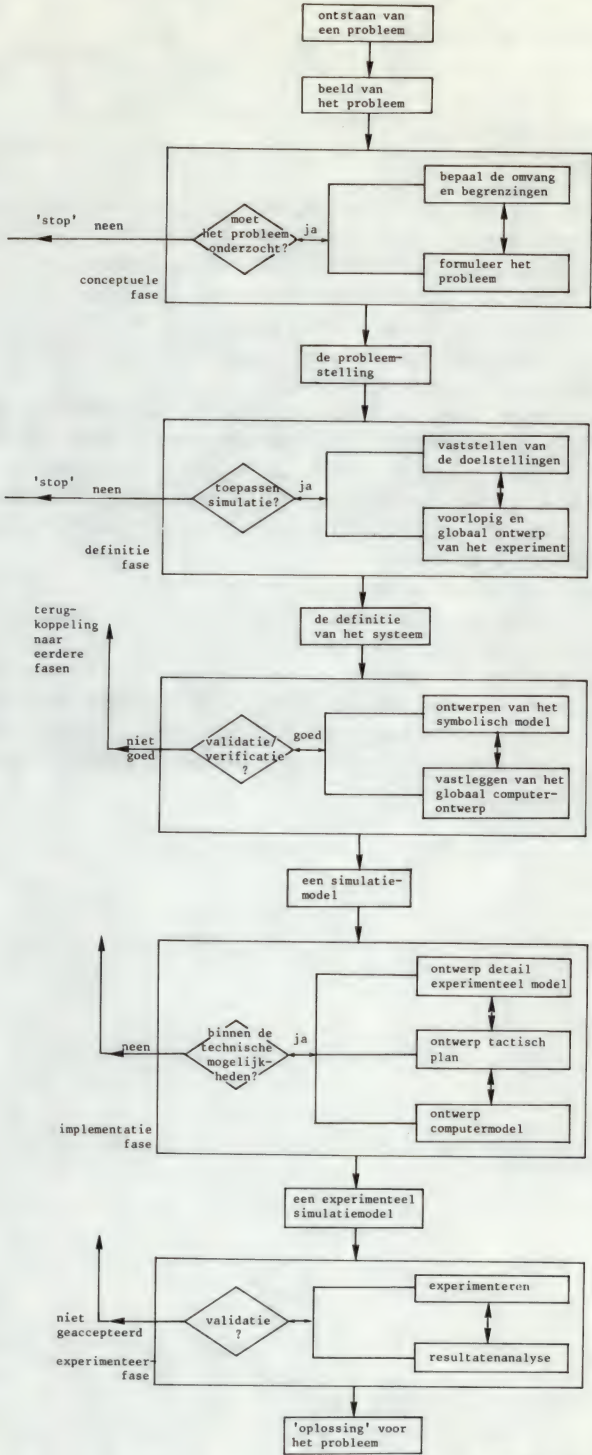 ontstaan van
een probleem
beeld van
het probleem
bepaal de omvang
en begrenzingen
'stop'
neen
moet
het probleem
onderzocht?
ja
formuleer het
probleem
conceptuele
fase
de probleem-
stelling
vaststellen van
de doelstellingen
'stop'
neen
toepassen
simulatie?
ja
voorlopig en
globaal ontwerp
van het experiment
definitie
fase
terug-
koppeling
naar
eerdere
fasen
de definitie
van het systeem
ontwerpen van het
symbolisch model
niet
goed
validatie/
verificatie
?
goed
vastleggen van het
globaal computer-
ontwerp
een simulatie-
model
ontwerp detail
experimenteel model
neen
binnen de
technische
mogelijk-
heden?
ja
ontwerp tactisch
plan
ontwerp
computermodel
implementatie
fase
een experimenteel
simulatiemodel
experimenteren
niet
geaccepteerd
validatie
?
resultatenanalyse
experimenteer-
fase
'oplossing' voor
het probleem